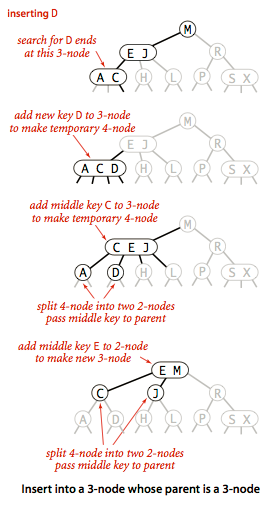 inserting D
M
search for D ends
at this 3-node
E J
R
A C
H
L
P
S X
add new key D to 3-node
to make temporary 4-node
M
E J
R
A C D
H
L
P
S X
add middle key C to 3-node
to make temporary 4-node
M
C E J
R
A
D
H
L
P
S X
split 4-node into two 2-nodes
pass middle key to parent
add middle key E to 2-node
to make new 3-node
E M
C
J
R
A
D
H
L
P
S X
split 4-node into two 2-nodes
pass middle key to parent
Insert into a 3-node whose parent is a 3-node